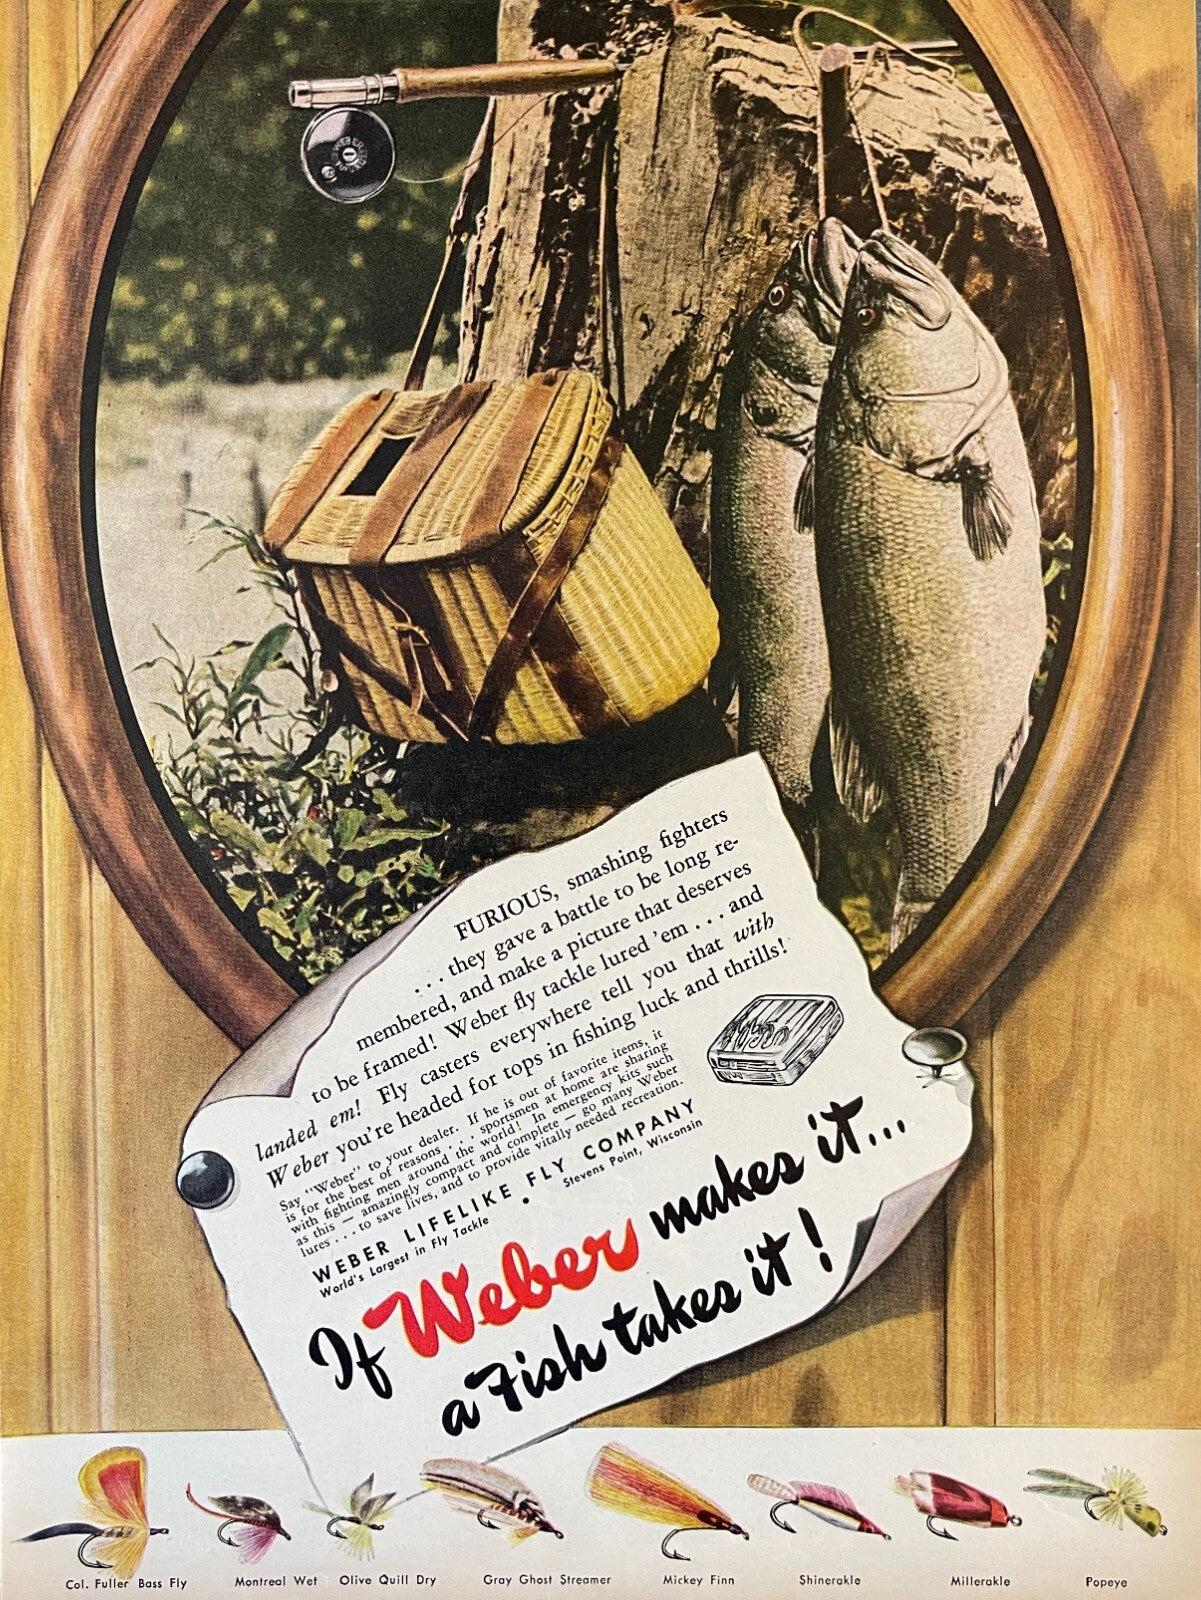 FURIOUS, smashing fighters
. . . they gave a battle to be long re-
membered, and make a picture that deserves
to be framed! Weber fly tackle lured 'em . . . and
landed em! Fly casters everywhere tell you that with
Weber you're headed for tops in fishing luck and thrills!
Say "Weber" to your dealer. If he is out of favorite items, it
is for the best of reasons . . . sportsmen at home are sharing
with fighting men around the world! In emergency kits such
as this — amazingly compact and complete — go many Weber
lures . . . to save lives, and to provide vitally needed recreation.
WEBER LIFELIKE FLY COMPANY
World's Largest in Fly Tackle • Stevens Point, Wisconsin
If Weber makes it...
a Fish takes it!
Col. Fuller Bass Fly Montreal Wet Olive Quill Dry Gray Ghost Streamer Mickey Finn Shinerakle Millerakle Popeye